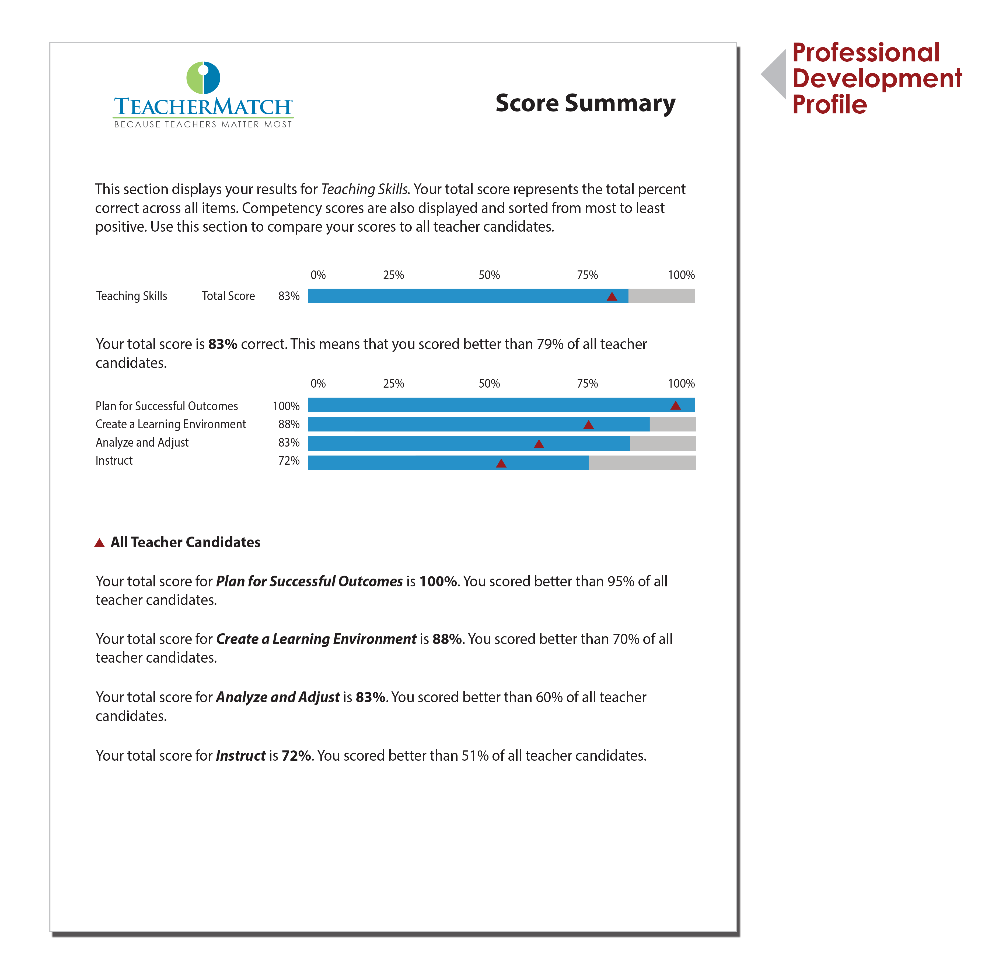 Professional
Development
Profile
TEACHERMATCH®
BECAUSE TEACHERS MATTER MOST
Score Summary
This section displays your results for Teaching Skills. Your total score represents the total percent
correct across all items. Competency scores are also displayed and sorted from most to least
positive. Use this section to compare your scores to all teacher candidates.
0% 25% 50% 75% 100%
Teaching Skills Total Score 83%
Your total score is 83% correct. This means that you scored better than 79% of all teacher
candidates.
0% 25% 50% 75% 100%
Plan for Successful Outcomes 100%
Create a Learning Environment 88%
Analyze and Adjust 83%
Instruct 72%
All Teacher Candidates
Your total score for Plan for Successful Outcomes is 100%. You scored better than 95% of all
teacher candidates.
Your total score for Create a Learning Environment is 88%. You scored better than 70% of all
teacher candidates.
Your total score for Analyze and Adjust is 83%. You scored better than 60% of all teacher
candidates.
Your total score for Instruct is 72%. You scored better than 51% of all teacher candidates.